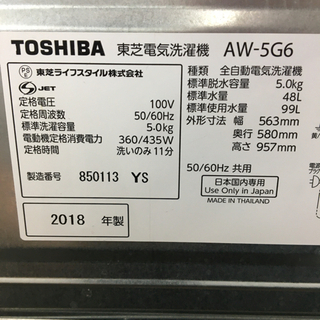 TOSHIBA 東芝電気洗濯機 AW-5G6
PSE
東芝ライフスタイル株式会社
S JET
定格電圧 100V
定格周波数 50/60Hz
標準洗濯容量 5.0kg
電動機定格消費電力 360/435W
洗いのみ 11分
製造番号 850113 YS
2018 年製
種類 全自動電気洗濯機
標準脱水容量 5.0kg
標準水量 48L
標準使用水量 99L
外形寸法 幅 563mm
奥行 580mm
高さ 957mm
50/60Hz 共用
日本国内専用
Use Only in Japan
MADE IN THAILAND